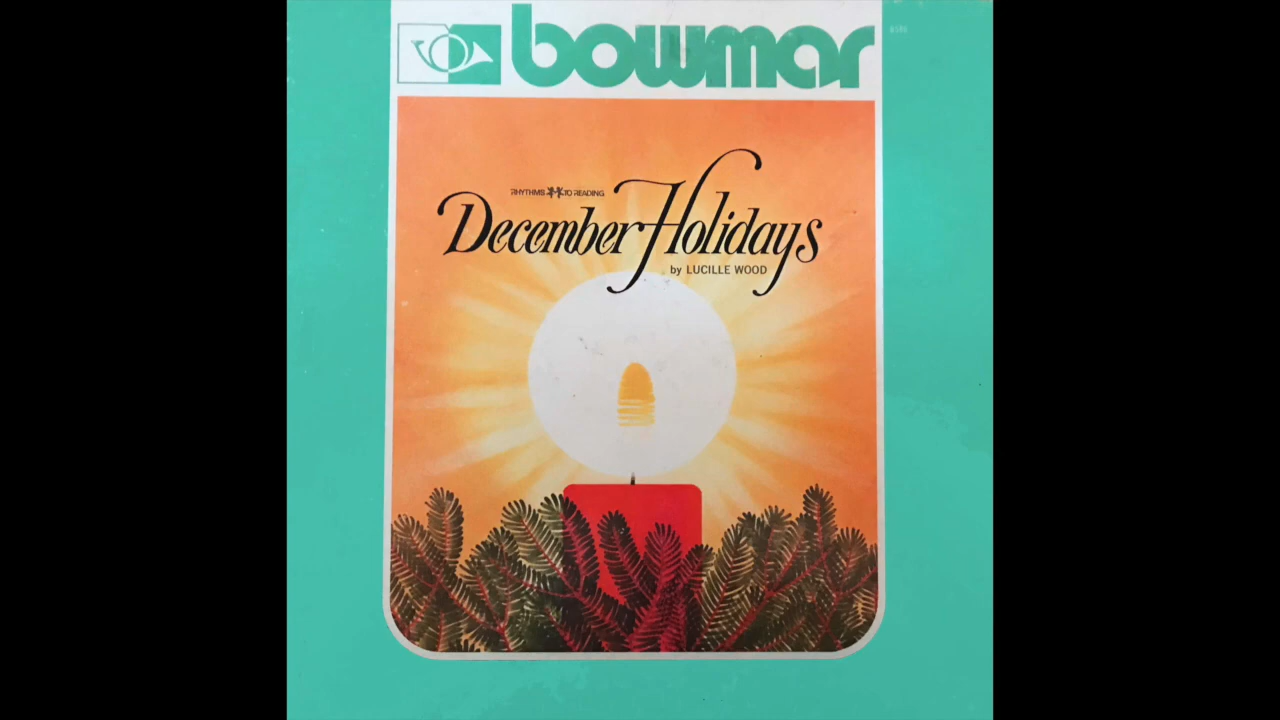 bowmar
RHYTHMS TO READING
December Holidays
by LUCILLE WOOD